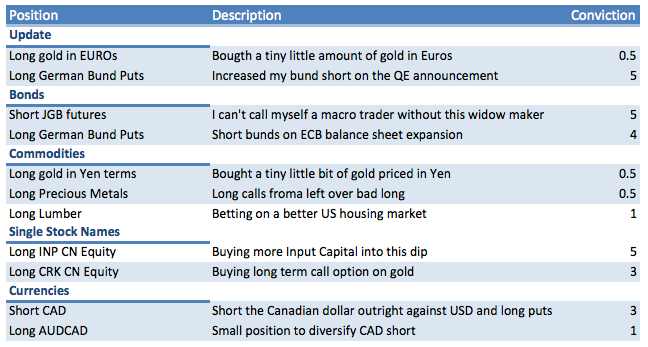 Position Description Conviction
Update
Long gold in EUROs Bougth a tiny little amount of gold in Euros 0.5
Long German Bund Puts Increased my bund short on the QE announcement 5
Bonds
Short JGB futures I can't call myself a macro trader without this widow maker 5
Long German Bund Puts Short bunds on ECB balance sheet expansion 4
Commodities
Long gold in Yen terms Bought a tiny little bit of gold priced in Yen 0.5
Long Precious Metals Long calls froma left over bad long 0.5
Long Lumber Betting on a better US housing market 1
Single Stock Names
Long INP CN Equity Buying more Input Capital into this dip 5
Long CRK CN Equity Buying long term call option on gold 3
Currencies
Short CAD Short the Canadian dollar outright against USD and long puts 3
Long AUDCAD Small position to diversify CAD short 1